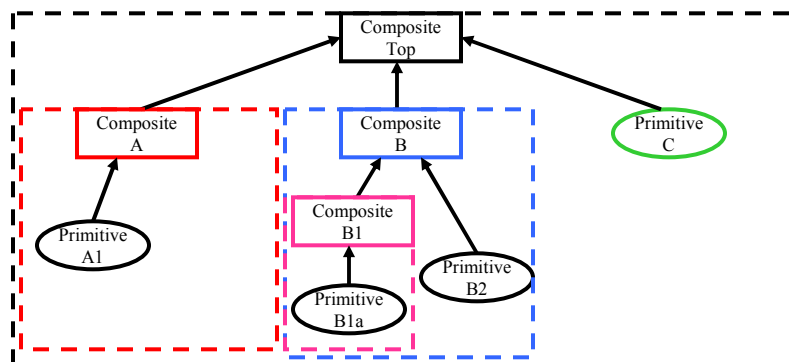 Composite
Top
Composite
A
Composite
B
Primitive
C
Composite
B1
Primitive
A1
Primitive
B2
Primitive
B1a